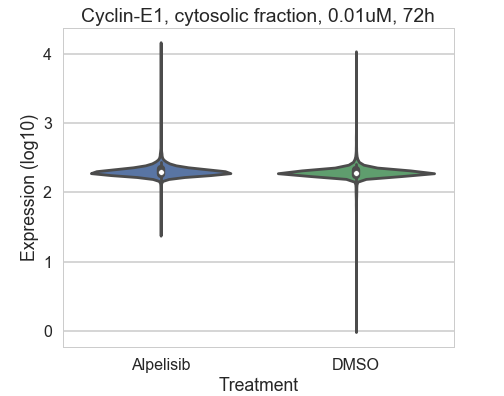 Cyclin-E1, cytosolic fraction, 0.01uM, 72h
Expression (log10)
4
3
2
1
0
Alpelisib
DMSO
Treatment